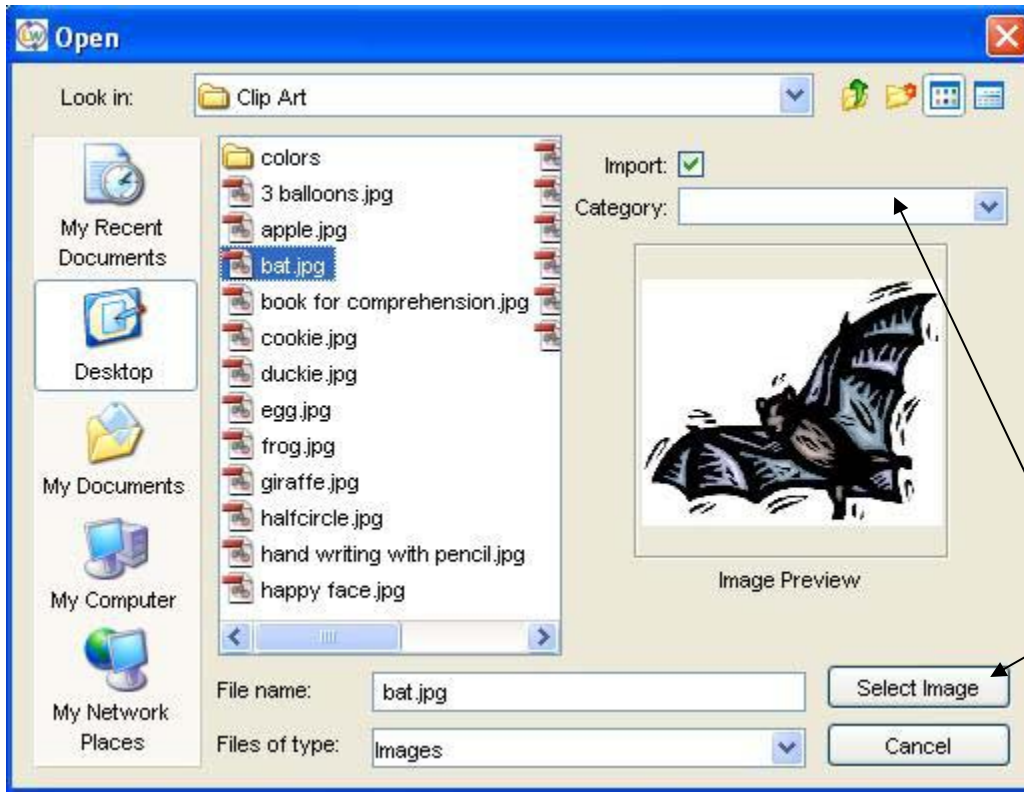 Open
Look in:
Clip Art
My Recent
Documents
Desktop
My Documents
My Computer
My Network
Places
colors
3 balloons.jpg
apple.jpg
bat.jpg
book for comprehension.jpg
cookie.jpg
duckie.jpg
egg.jpg
frog.jpg
giraffe.jpg
halfcircle.jpg
hand writing with pencil.jpg
happy face.jpg
Import:
Category:
Image Preview
File name:
bat.jpg
Select Image
Files of type:
Images
Cancel